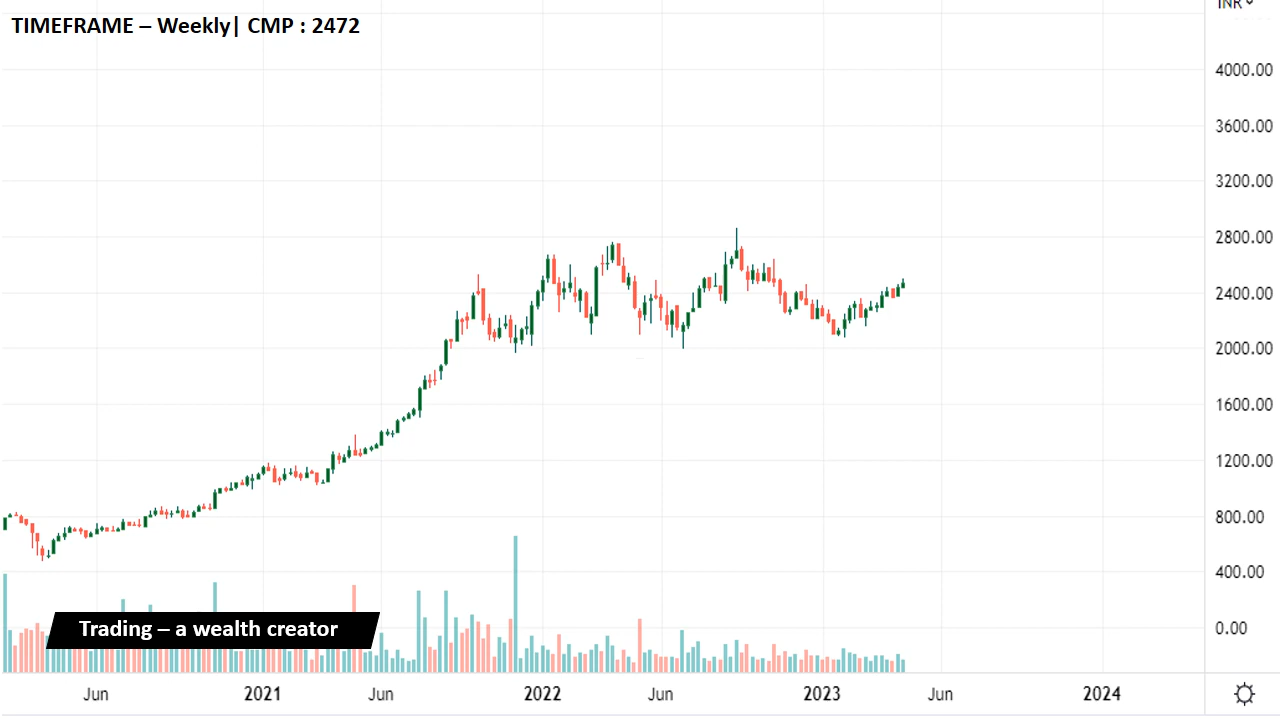 INR
TIMEFRAME – Weekly| CMP : 2472
4000.00
3600.00
3200.00
2800.00
2400.00
2000.00
1600.00
1200.00
800.00
400.00
0.00
Trading – a wealth creator
Jun 2021 Jun 2022 Jun 2023 Jun 2024